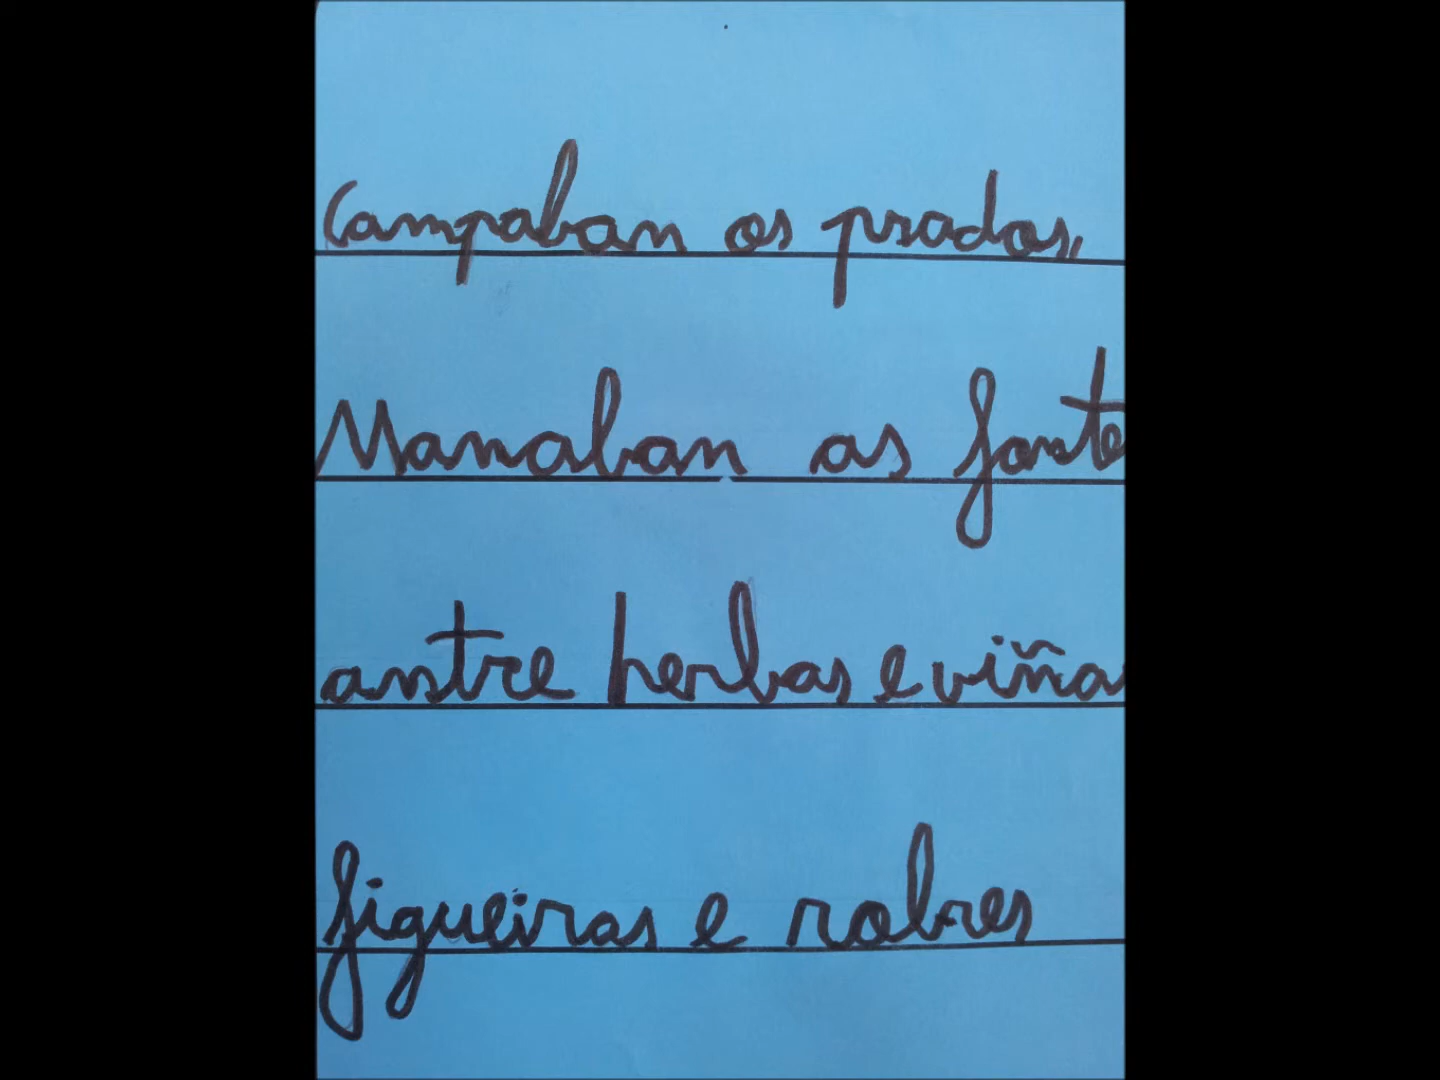 Campaban os prados,
Manaban as fonte
antre herbas e viña
figueiras e robres